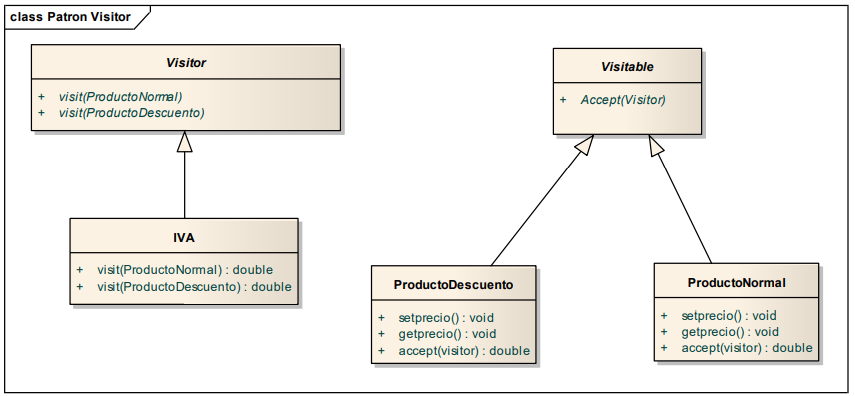 class Patron Visitor
Visitor
+ visit(ProductoNormal)
+ visit(ProductoDescuento)
Visitable
+ Accept(Visitor)
IVA
+ visit(ProductoNormal) : double
+ visit(ProductoDescuento) : double
ProductoDescuento
+ setprecio() : void
+ getprecio() : void
+ accept(visitor) : double
ProductoNormal
+ setprecio() : void
+ getprecio() : void
+ accept(visitor) : double